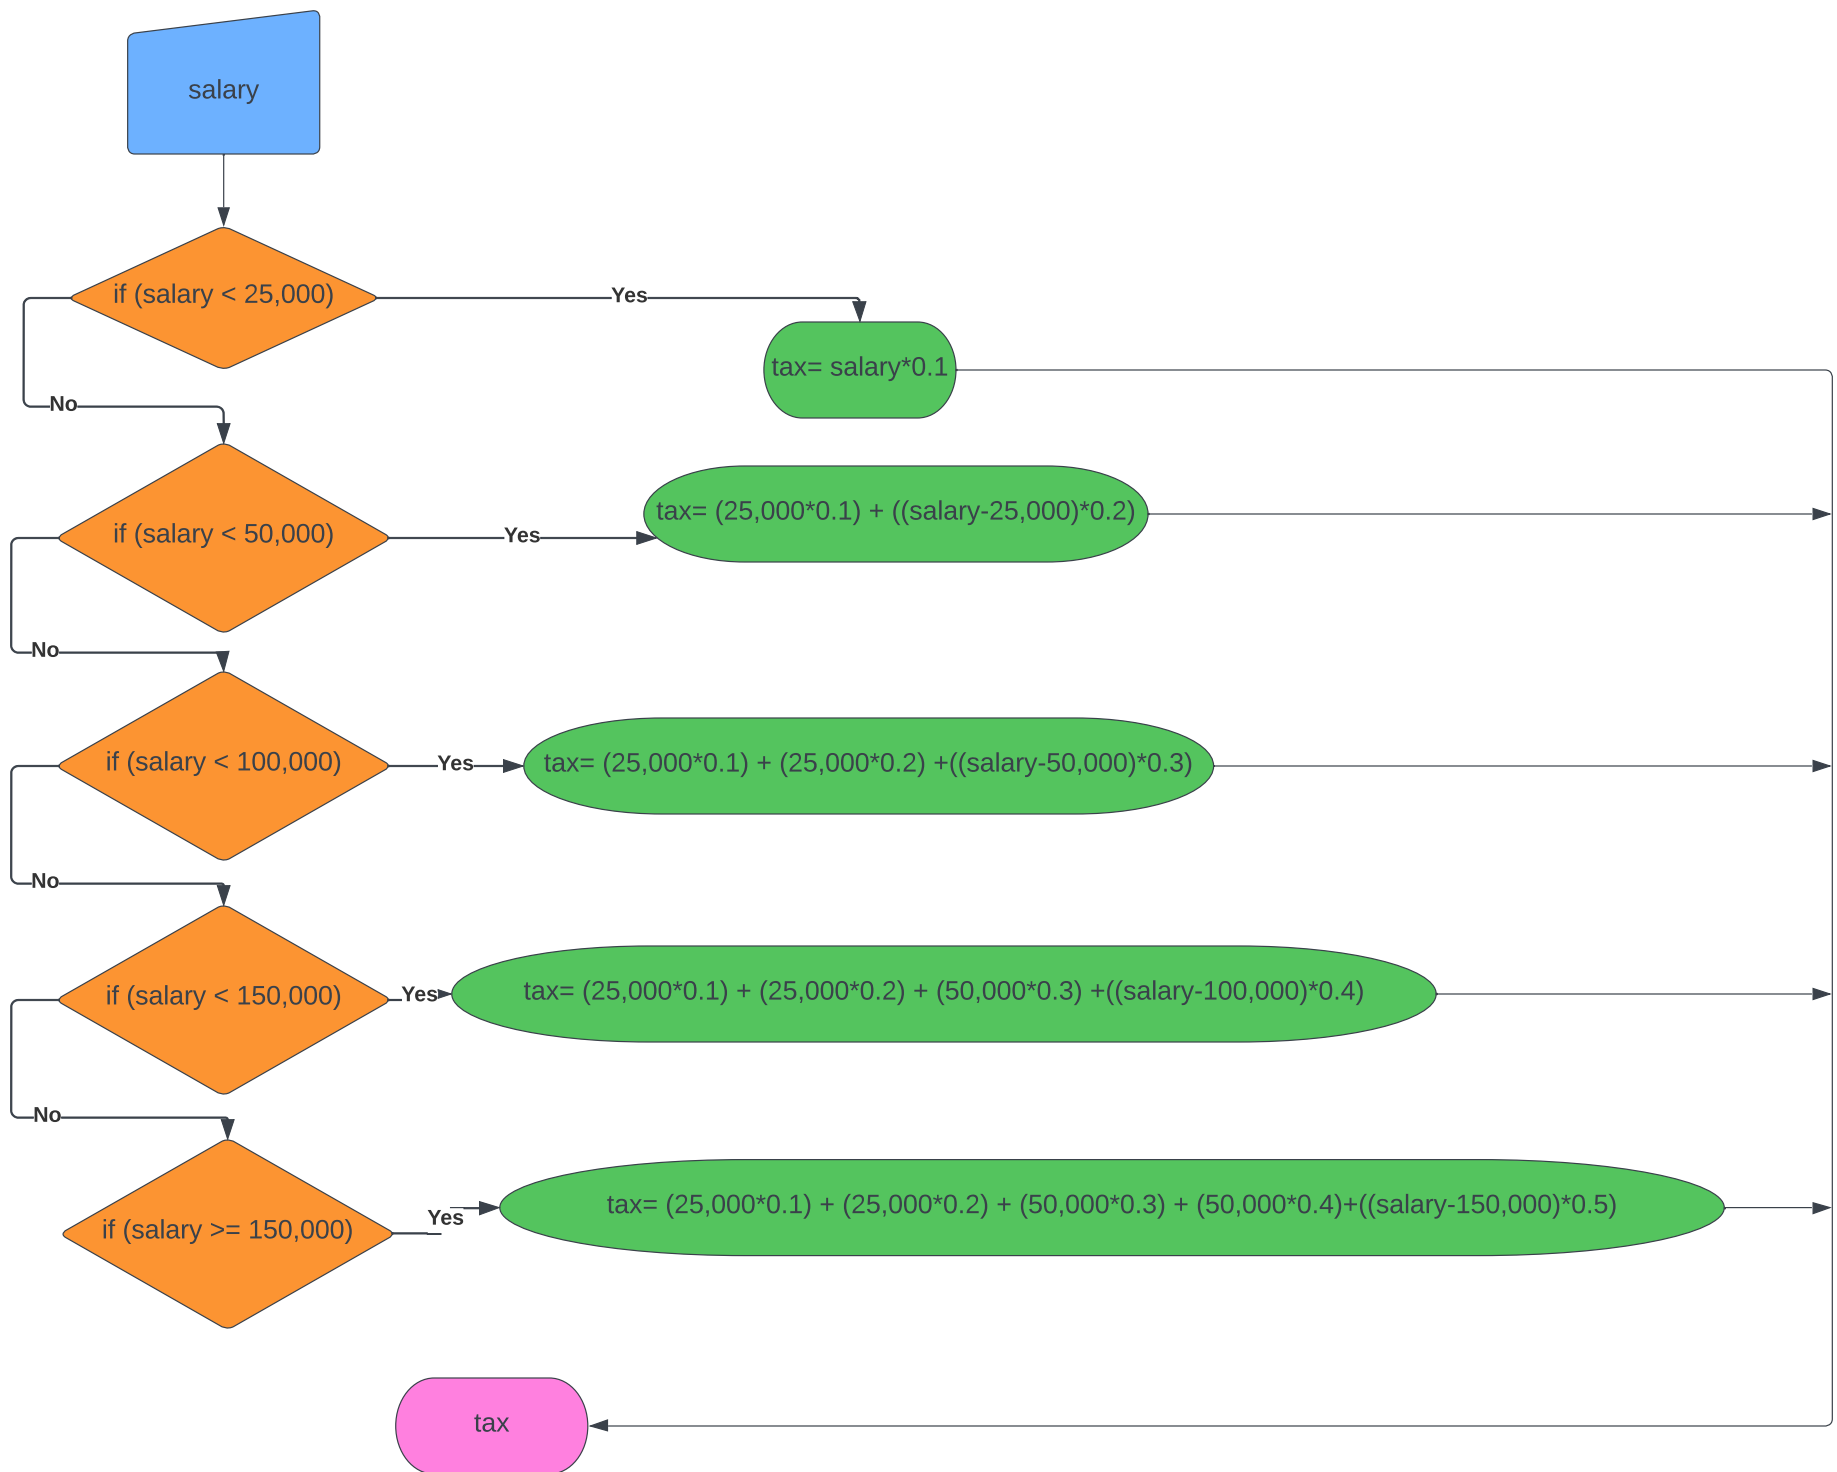 salary
if (salary < 25,000)
Yes
tax= salary*0.1
No
if (salary < 50,000)
Yes
tax= (25,000*0.1) + ((salary-25,000)*0.2)
No
if (salary < 100,000)
Yes
tax= (25,000*0.1) + (25,000*0.2) +((salary-50,000)*0.3)
No
if (salary < 150,000)
Yes
tax= (25,000*0.1) + (25,000*0.2) + (50,000*0.3) +((salary-100,000)*0.4)
No
if (salary >= 150,000)
Yes
tax= (25,000*0.1) + (25,000*0.2) + (50,000*0.3) + (50,000*0.4)+((salary-150,000)*0.5)
tax